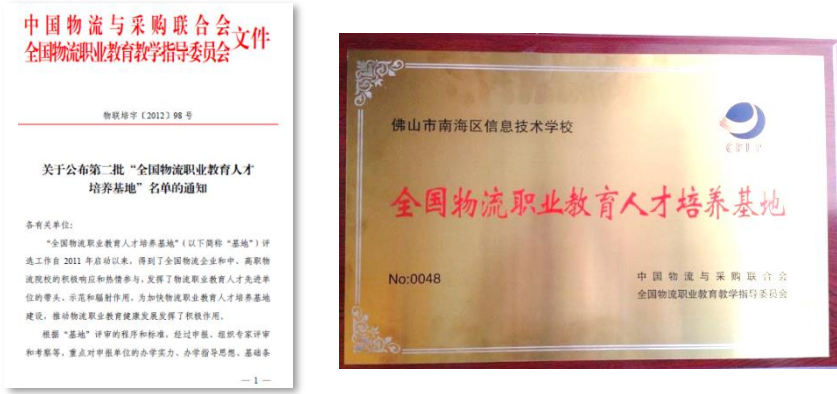 中国物流与采购联合会
全国物流职业教育教学指导委员会
文件
物联培字〔2012〕98 号
关于公布第二批“全国物流职业教育人才
培养基地”名单的通知
各有关单位：
“全国物流职业教育人才培养基地”（以下简称“基地”）评
选工作自 2011 年启动以来，得到了全国物流企业和中、高职物
流院校的积极响应和热情参与，发挥了物流职业教育人才先进单
位的带头、示范和辐射作用，为加快物流职业教育人才培养基地
建设，推动物流职业教育健康发展发挥了积极作用。
根据“基地”评审的程序和标准，经过申报、组织专家评审
和考察等，重点对申报单位的办学实力、办学指导思想、基础条
— 1 —
佛山市南海区信息技术学校
全国物流职业教育人才培养基地
No:0048
中国物流与采购联合会
全国物流职业教育教学指导委员会